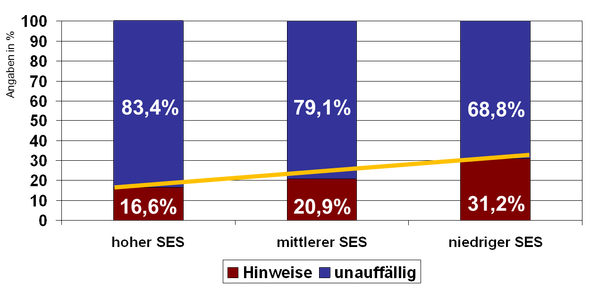 Angaben in %
100
90
80
70
60
50
40
30
20
10
0
83,4% 79,1% 68,8%
16,6% 20,9% 31,2%
hoher SES mittlerer SES niedriger SES
Hinweise unauffällig